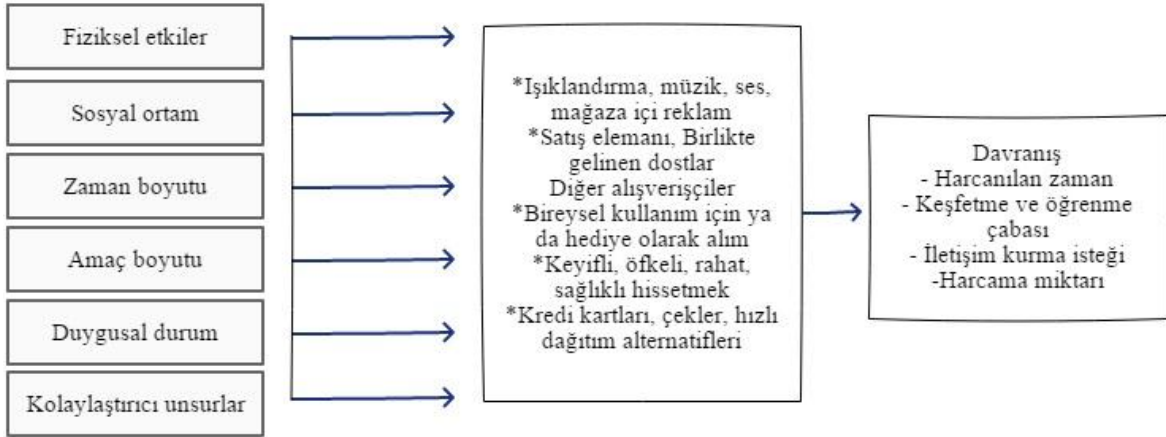 Fiziksel etkiler
Sosyal ortam
Zaman boyutu
Amaç boyutu
Duygusal durum
Kolaylaştırıcı unsurlar
*Işıklandırma, müzik, ses,
mağaza içi reklam
*Satış elemanı, Birlikte
gelinen dostlar
Diğer alışverişçiler
*Bireysel kullanım için ya
da hediye olarak alım
*Keyifli, öfkeli, rahat,
sağlıklı hissetmek
*Kredi kartları, çekler, hızlı
dağıtım alternatifleri
Davranış
- Harcanılan zaman
- Keşfetme ve öğrenme
çabası
- İletişim kurma isteği
-Harcama miktarı